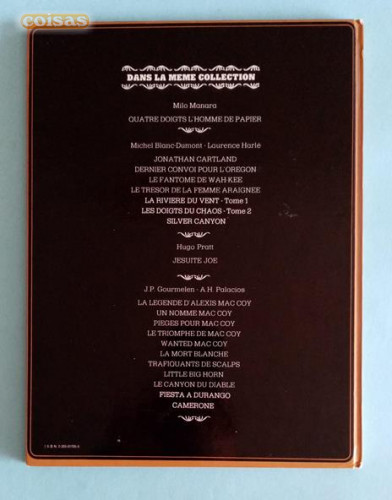 coisas
DANS LA MEME COLLECTION
Milo Manara
QUATRE DOIGTS L'HOMME DE PAPIER
Michel Blanc-Dumont - Laurence Harlé
JONATHAN CARTLAND
DERNIER CONVOI POUR L'OREGON
LE FANTOME DE WAH-KEE
LE TRESOR DE LA FEMME ARAIGNEE
LA RIVIERE DU VENT - Tome 1
LES DOIGTS DU CHAOS - Tome 2
SILVER CANYON
Hugo Pratt
JESUITE JOE
J.P. Gourmelen - A.H. Palacios
LA LEGENDE D'ALEXIS MAC COY
UN NOMME MAC COY
PIEGES POUR MAC COY
LE TRIOMPHE DE MAC COY
WANTED MAC COY
LA MORT BLANCHE
TRAFIQUANTS DE SCALPS
LITTLE BIG HORN
LE CANYON DU DIABLE
FIESTA A DURANGO
CAMERONE